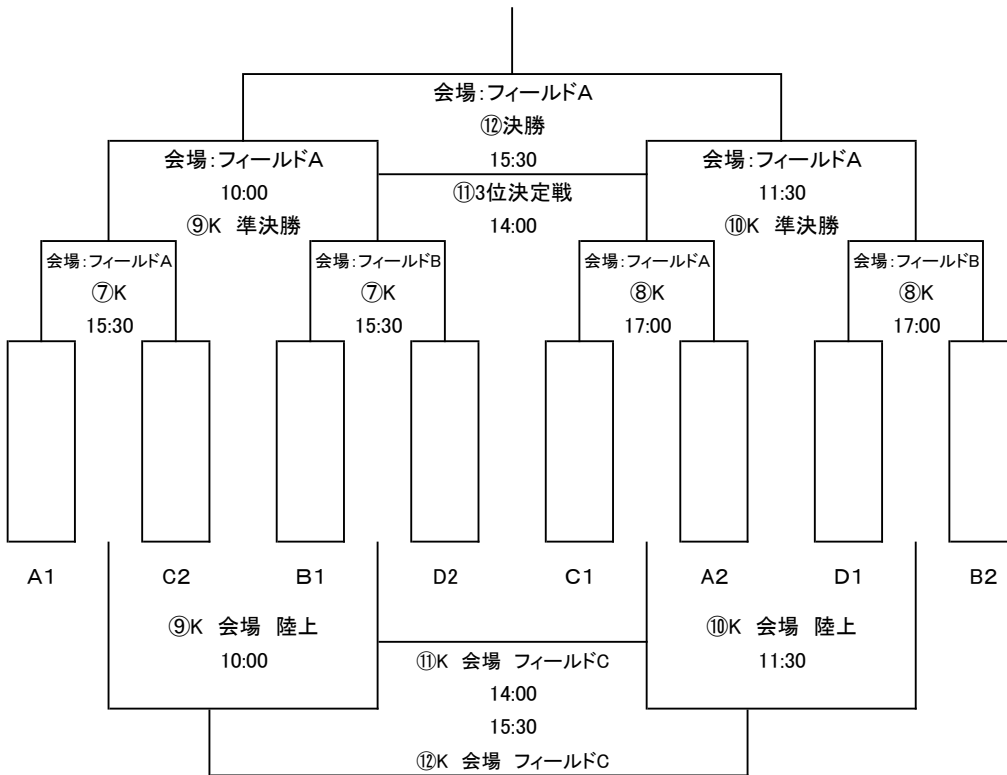 会場：フィールドA
⑫決勝
15:30
会場：フィールドA
10:00
⑨K 準決勝
⑪3位決定戦
14:00
会場：フィールドA
11:30
⑩K 準決勝
会場：フィールドA
⑦K
15:30
会場：フィールドB
⑦K
15:30
会場：フィールドA
⑧K
17:00
会場：フィールドB
⑧K
17:00
A1 C2 B1 D2 C1 A2 D1 B2
⑨K 会場 陸上
10:00
⑩K 会場 陸上
11:30
⑪K 会場 フィールドC
14:00
15:30
⑫K 会場 フィールドC